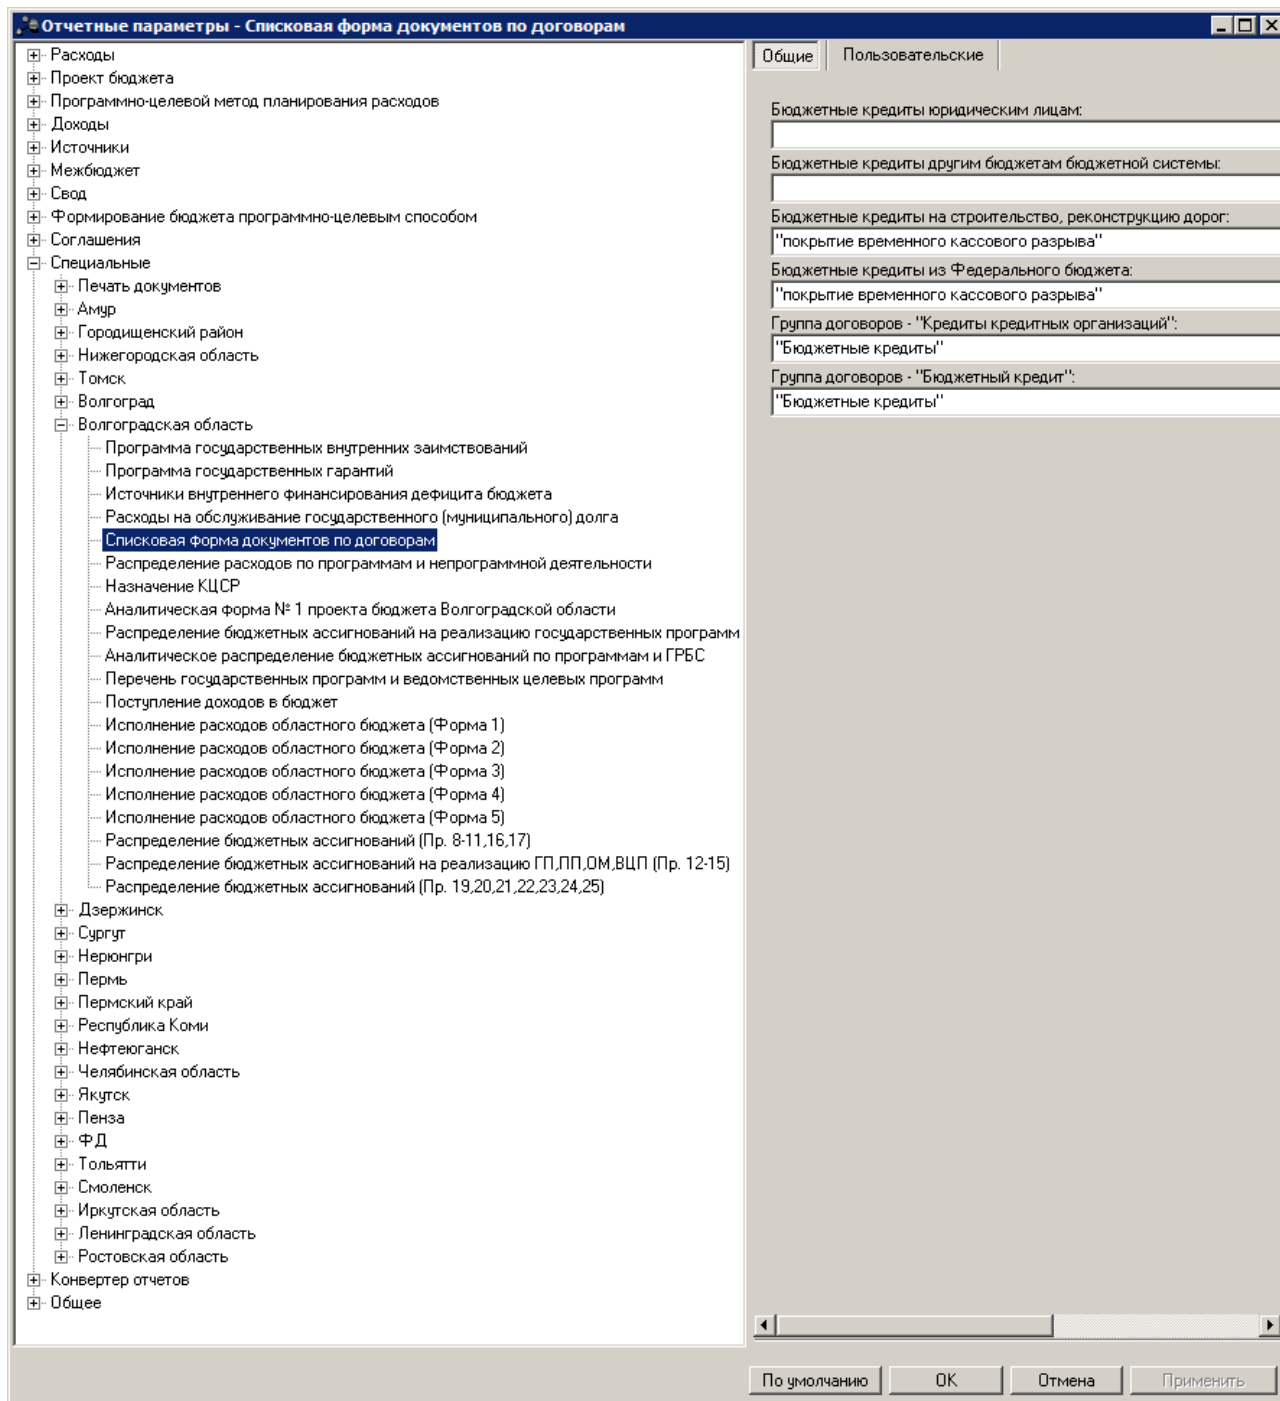 Отчетные параметры - Списковая форма документов по договорам
Расходы
Проект бюджета
Программно-целевой метод планирования расходов
Доходы
Источники
Межбюджет
Свод
Формирование бюджета программно-целевым способом
Соглашения
Специальные
Печать документов
Амур
Городищенский район
Нижегородская область
Томск
Волгоград
Волгоградская область
Программа государственных внутренних заимствований
Программа государственных гарантий
Источники внутреннего финансирования дефицита бюджета
Расходы на обслуживание государственного (муниципального) долга
Списковая форма документов по договорам
Распределение расходов по программам и непрограммной деятельности
Назначение КЦСР
Аналитическая форма № 1 проекта бюджета Волгоградской области
Распределение бюджетных ассигнований на реализацию государственных программ
Аналитическое распределение бюджетных ассигнований по программам и ГРБС
Перечень государственных программ и ведомственных целевых программ
Поступление доходов в бюджет
Исполнение расходов областного бюджета (Форма 1)
Исполнение расходов областного бюджета (Форма 2)
Исполнение расходов областного бюджета (Форма 3)
Исполнение расходов областного бюджета (Форма 4)
Исполнение расходов областного бюджета (Форма 5)
Распределение бюджетных ассигнований (Пр. 8-11,16,17)
Распределение бюджетных ассигнований на реализацию ГП,ПП,ОМ,ВЦП (Пр. 12-15)
Распределение бюджетных ассигнований (Пр. 19,20,21,22,23,24,25)
Дзержинск
Сургут
Нерюнгри
Пермь
Пермский край
Республика Коми
Нефтеюганск
Челябинская область
Якутск
Пенза
ФД
Тольятти
Смоленск
Иркутская область
Ленинградская область
Ростовская область
Конвертер отчетов
Общее
Общие Пользовательские
Бюджетные кредиты юридическим лицам:
Бюджетные кредиты другим бюджетам бюджетной системы:
Бюджетные кредиты на строительство, реконструкцию дорог:
"покрытие временного кассового разрыва"
Бюджетные кредиты из Федерального бюджета:
"покрытие временного кассового разрыва"
Группа договоров - "Кредиты кредитных организаций":
"Бюджетные кредиты"
Группа договоров - "Бюджетный кредит":
"Бюджетные кредиты"
По умолчанию OK Отмена Применить